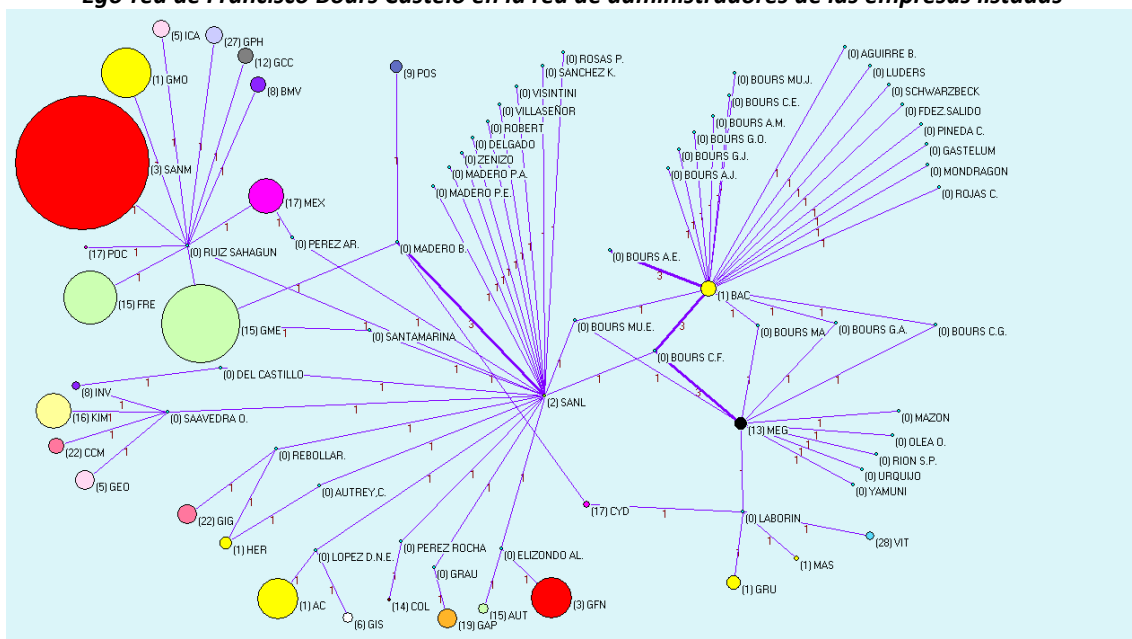 Ego-red de Francisco Bours Castelo en la red de administradores de las empresas listadas
(5) ICA
(27) GPH
(12) GCC
(1) GMO
(8) BMV
(9) POS
(3) SANM
(17) MEX
(17) POC
(0) RUIZ SAHAGUN
(0) PEREZ AR.
(0) MADERO B.
(15) FRE
(15) GME
(0) SANTAMARINA
(0) ROSAS P.
(0) SANCHEZ K.
(0) VISINTINI
(0) VILLASEÑOR
(0) ROBERT
(0) DELGADO
(0) ZENIZO
(0) MADERO P.A.
(0) MADERO P.E.
(0) BOURS MU.J.
(0) BOURS C.E.
(0) BOURS A.M.
(0) BOURS G.O.
(0) BOURS G.J.
(0) BOURS A.J.
(0) AGUIRRE B.
(0) LUDERS
(0) SCHWARZBECK
(0) FDEZ.SALIDO
(0) PINEDA C.
(0) GASTELUM
(0) MONDRAGON
(0) ROJAS C.
(0) BOURS A.E.
(1) BAC
(0) BOURS MU.E.
(0) BOURS MA.
(0) BOURS G.A.
(0) BOURS C.G.
(0) BOURS C.F.
(0) DEL CASTILLO
(8) INV
(2) SANL
(16) KIM
(0) SAAVEDRA O.
(22) CCM
(5) GEO
(13) MEG
(0) MAZON
(0) OLEA O.
(0) RION S.P.
(0) URQUIJO
(0) YAMUNI
(0) REBOLLAR.
(0) AUTREY,C.
(22) GIG
(1) HER
(17) CYD
(0) LABORIN
(28) VIT
(1) MAS
(1) GRU
(0) LOPEZ D.N.E.
(0) PEREZ ROCHA
(0) ELIZONDO AL.
(0) GRAU
(1) AC
(6) GIS
(14) COL
(19) GAP
(15) AUT
(3) GFN